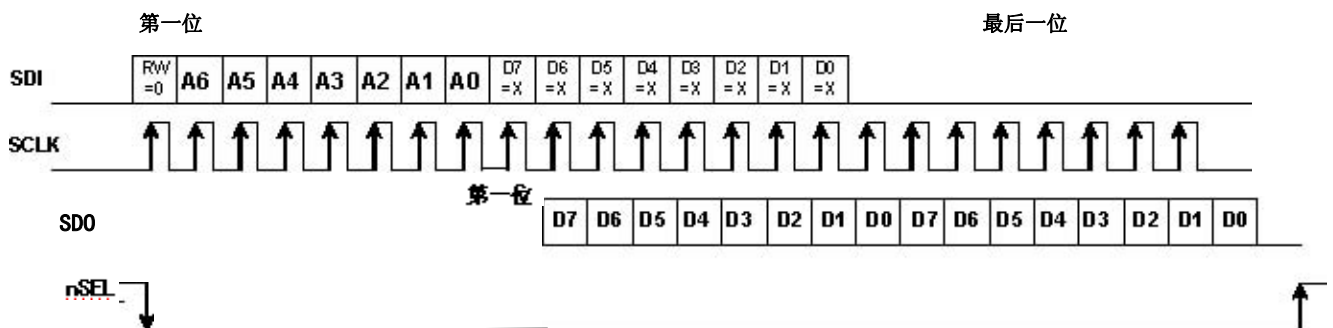 第一位 最后一位
SDI RW =0 A6 A5 A4 A3 A2 A1 A0 D7 =X D6 =X D5 =X D4 =X D3 =X D2 =X D1 =X D0 =X
SCLK
第一位
SDO D7 D6 D5 D4 D3 D2 D1 D0 D7 D6 D5 D4 D3 D2 D1 D0
nSEL